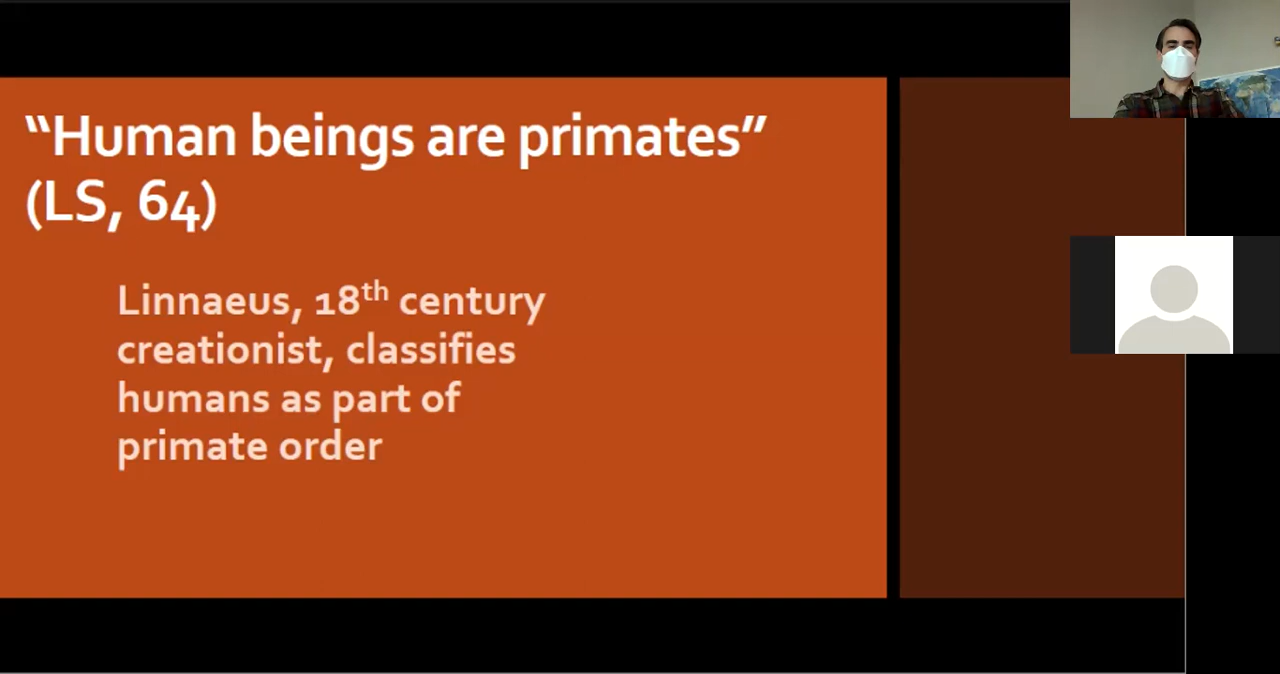 “Human beings are primates”
(LS, 64)
Linnaeus, 18th century
creationist, classifies
humans as part of
primate order